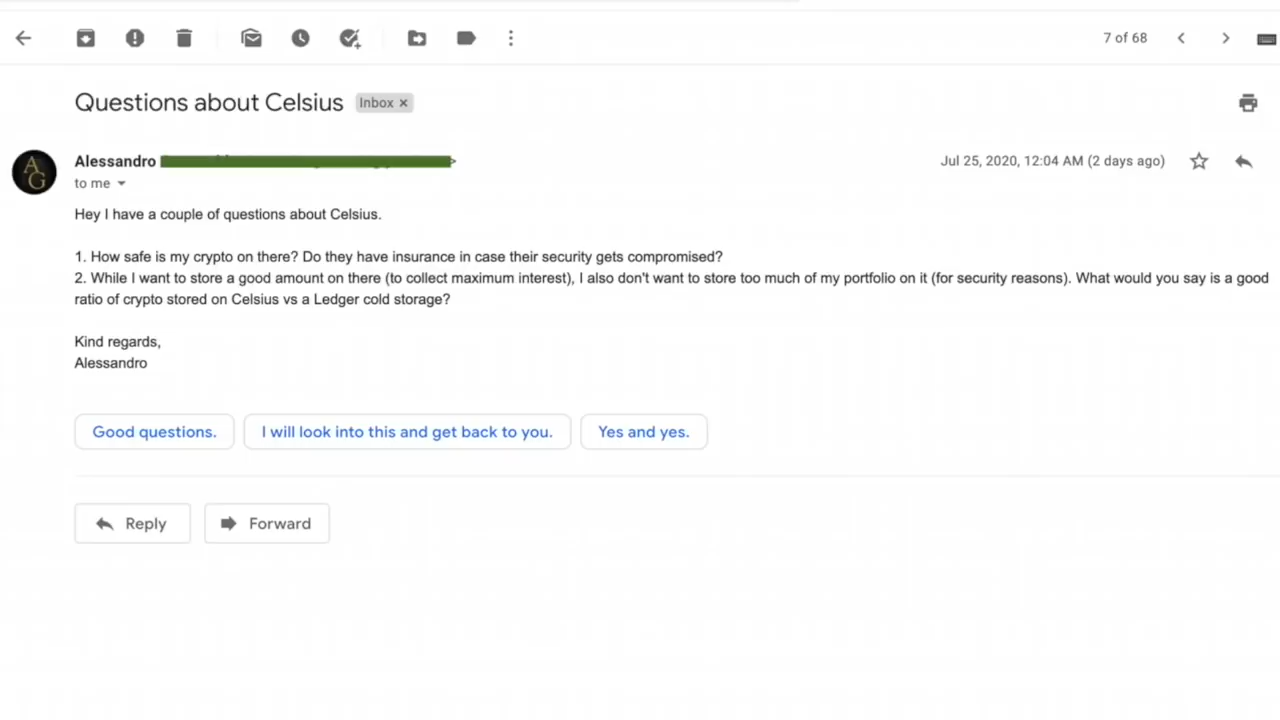 7 of 68
Questions about Celsius Inbox ×
Alessandro >
Jul 25, 2020, 12:04 AM (2 days ago)
AG
to me
Hey I have a couple of questions about Celsius.
1. How safe is my crypto on there? Do they have insurance in case their security gets compromised?
2. While I want to store a good amount on there (to collect maximum interest), I also don't want to store too much of my portfolio on it (for security reasons). What would you say is a good
ratio of crypto stored on Celsius vs a Ledger cold storage?
Kind regards,
Alessandro
Good questions. I will look into this and get back to you. Yes and yes.
Reply Forward